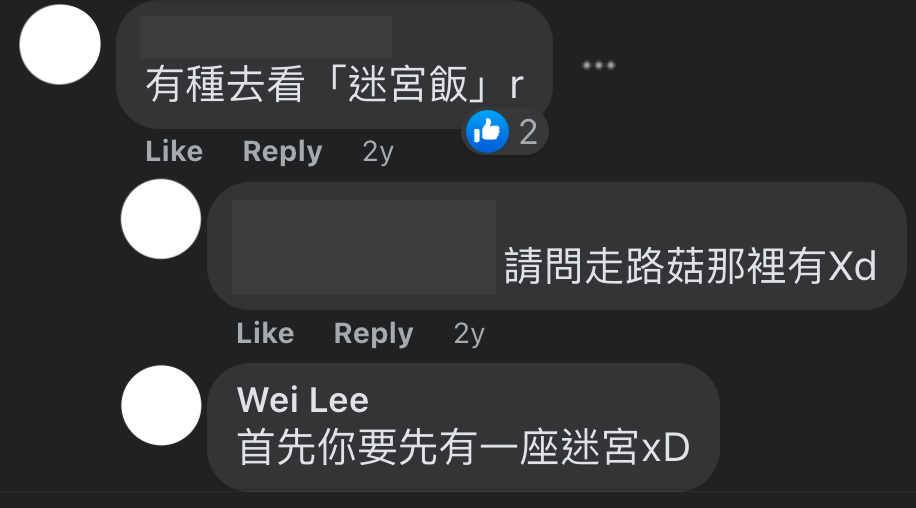 有種去看「迷宮飯」r
2
Like Reply 2y
請問走路菇那裡有Xd
Like Reply 2y
Wei Lee
首先你要先有一座迷宮xD